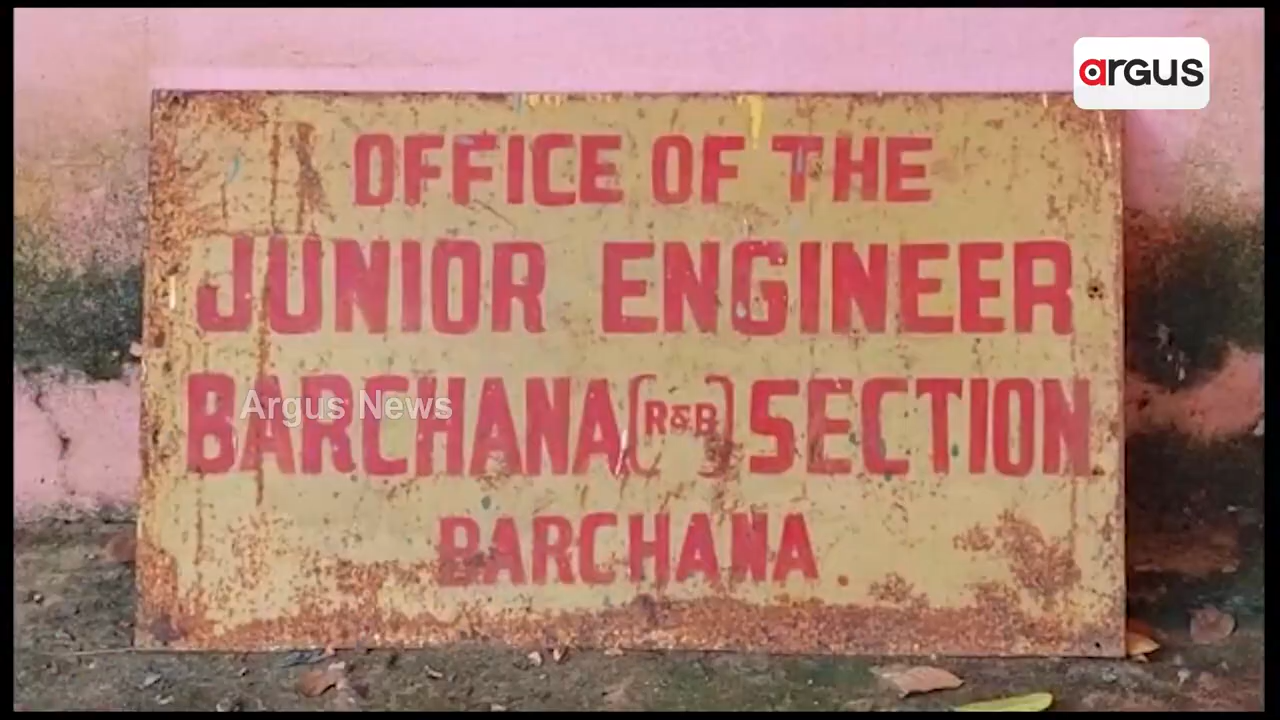 argus
OFFICE OF THE
JUNIOR ENGINEER
BARCHANA (R&B) SECTION
Argus News
BARCHANA.